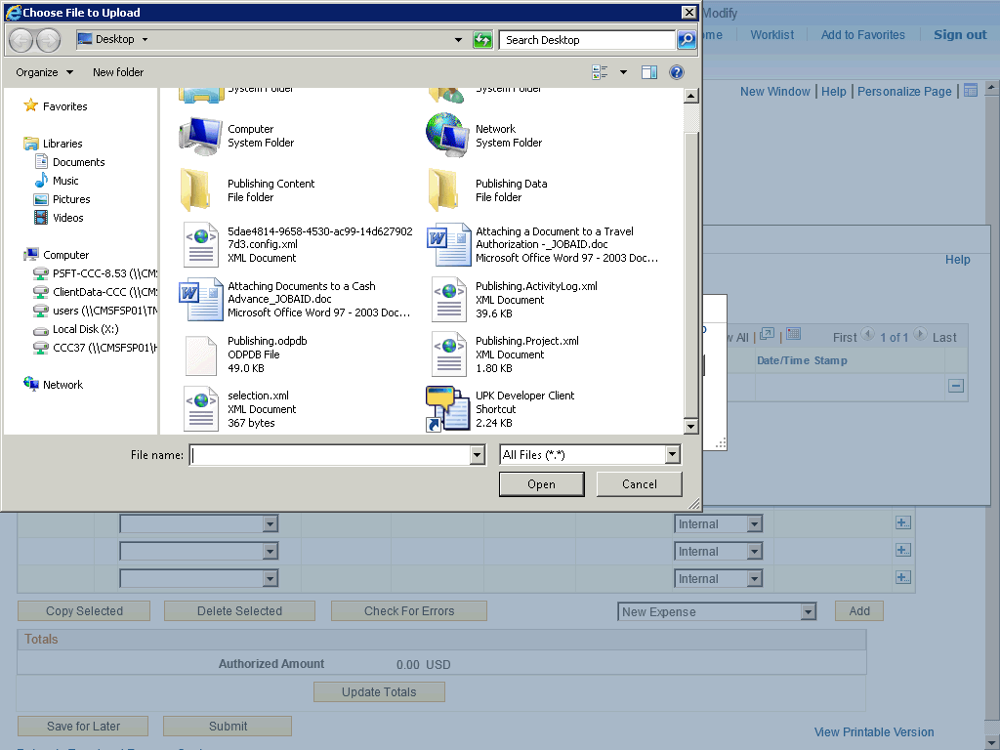 Choose File to Upload
Modify
Worklist
Add to Favorites
Sign out
Desktop
Search Desktop
Organize
New folder
New Window
Help
Personalize Page
Favorites
Libraries
Documents
Music
Pictures
Videos
Computer
PSFT-CCC-8.53 (\\CMS
ClientData-CCC (\\CMS
users (\\CMSFSP01\TM
Local Disk (X:)
CCC37 (\\CMSFSP01\H
Network
System Folder
System Folder
Computer
System Folder
Network
System Folder
Publishing Content
File folder
Publishing Data
File folder
5dae4814-9658-4530-ac99-14d627902
7d3.config.xml
XML Document
Attaching a Document to a Travel
Authorization -_JOBAID.doc
Microsoft Office Word 97 - 2003 Doc...
Attaching Documents to a Cash
Advance_JOBAID.doc
Microsoft Office Word 97 - 2003 Doc...
Publishing.ActivityLog.xml
XML Document
39.6 KB
Publishing.odpdb
ODPDB File
49.0 KB
Publishing.Project.xml
XML Document
1.80 KB
selection.xml
XML Document
367 bytes
UPK Developer Client
Shortcut
2.24 KB
File name:
All Files (*.*)
Open
Cancel
Help
All
First
1 of 1
Last
Date/Time Stamp
Internal
Internal
Internal
Copy Selected
Delete Selected
Check For Errors
New Expense
Add
Totals
Authorized Amount
0.00 USD
Update Totals
Save for Later
Submit
View Printable Version